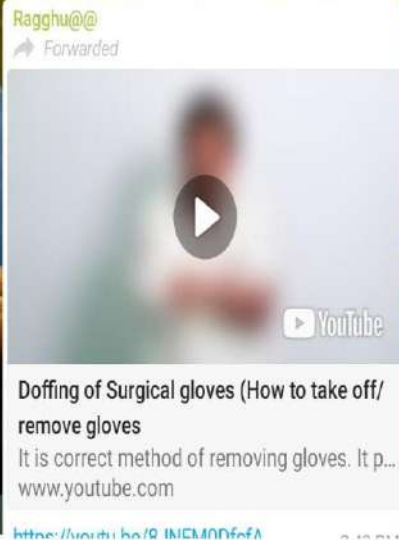 Ragghu@@
Forwarded
YouTube
Doffing of Surgical gloves (How to take off/
remove gloves
It is correct method of removing gloves. It p...
www.youtube.com